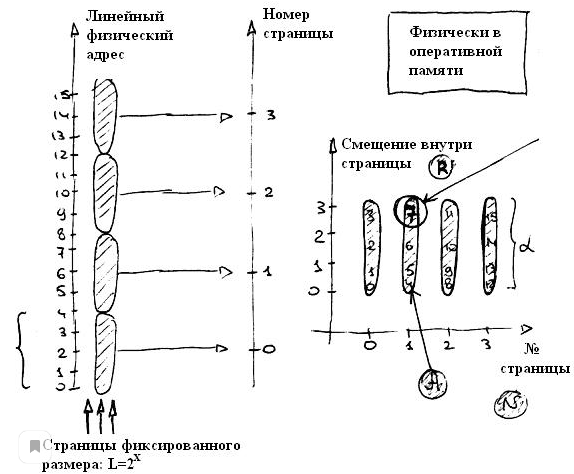 Линейный
физический
адрес
Номер
страницы
Физически в
оперативной
памяти
15
14
13
12
11
10
9
8
7
6
5
4
3
2
1
0
3
2
1
0
Смещение внутри
страницы
R
3
2
1
0
3
2
1
0
7
6
5
11
10
9
8
15
14
13
12
L
0
1
2
3
№
страницы
A
N
Страницы фиксированного
размера: L=2^X